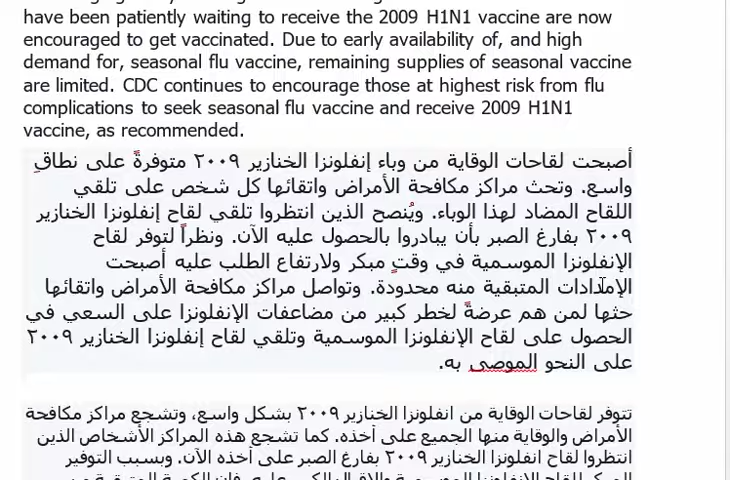 have been patiently waiting to receive the 2009 H1N1 vaccine are now
encouraged to get vaccinated. Due to early availability of, and high
demand for, seasonal flu vaccine, remaining supplies of seasonal vaccine
are limited. CDC continues to encourage those at highest risk from flu
complications to seek seasonal flu vaccine and receive 2009 H1N1
vaccine, as recommended.
أصبحت لقاحات الوقاية من وباء إنفلونزا الخنازير ٢٠٠٩ متوفرةً على نطاقٍ
واسع. وتحث مراكز مكافحة الأمراض واتقائها كل شخص على تلقي
اللقاح المضاد لهذا الوباء. ويُنصح الذين انتظروا تلقي لقاح إنفلونزا الخنازير
٢٠٠٩ بفارغ الصبر بأن يبادروا بالحصول عليه الآن. ونظراً لتوفر لقاح
الإنفلونزا الموسمية في وقتٍ مبكر ولارتفاع الطلب عليه أصبحت
الإمدادات المتبقية منه محدودة. وتواصل مراكز مكافحة الأمراض واتقائها
حثها لمن هم عرضةً لخطر كبير من مضاعفات الإنفلونزا على السعي في
الحصول على لقاح الإنفلونزا الموسمية وتلقي لقاح إنفلونزا الخنازير ٢٠٠٩
على النحو الموصى به.
تتوفر لقاحات الوقاية من انفلونزا الخنازير ٢٠٠٩ بشكل واسع، وتشجع مراكز مكافحة
الأمراض والوقاية منها الجميع على أخذه. كما تشجع هذه المراكز الأشخاص الذين
انتظروا لقاح انفلونزا الخنازير ٢٠٠٩ بفارغ الصبر على أخذه الآن. وبسبب التوفير